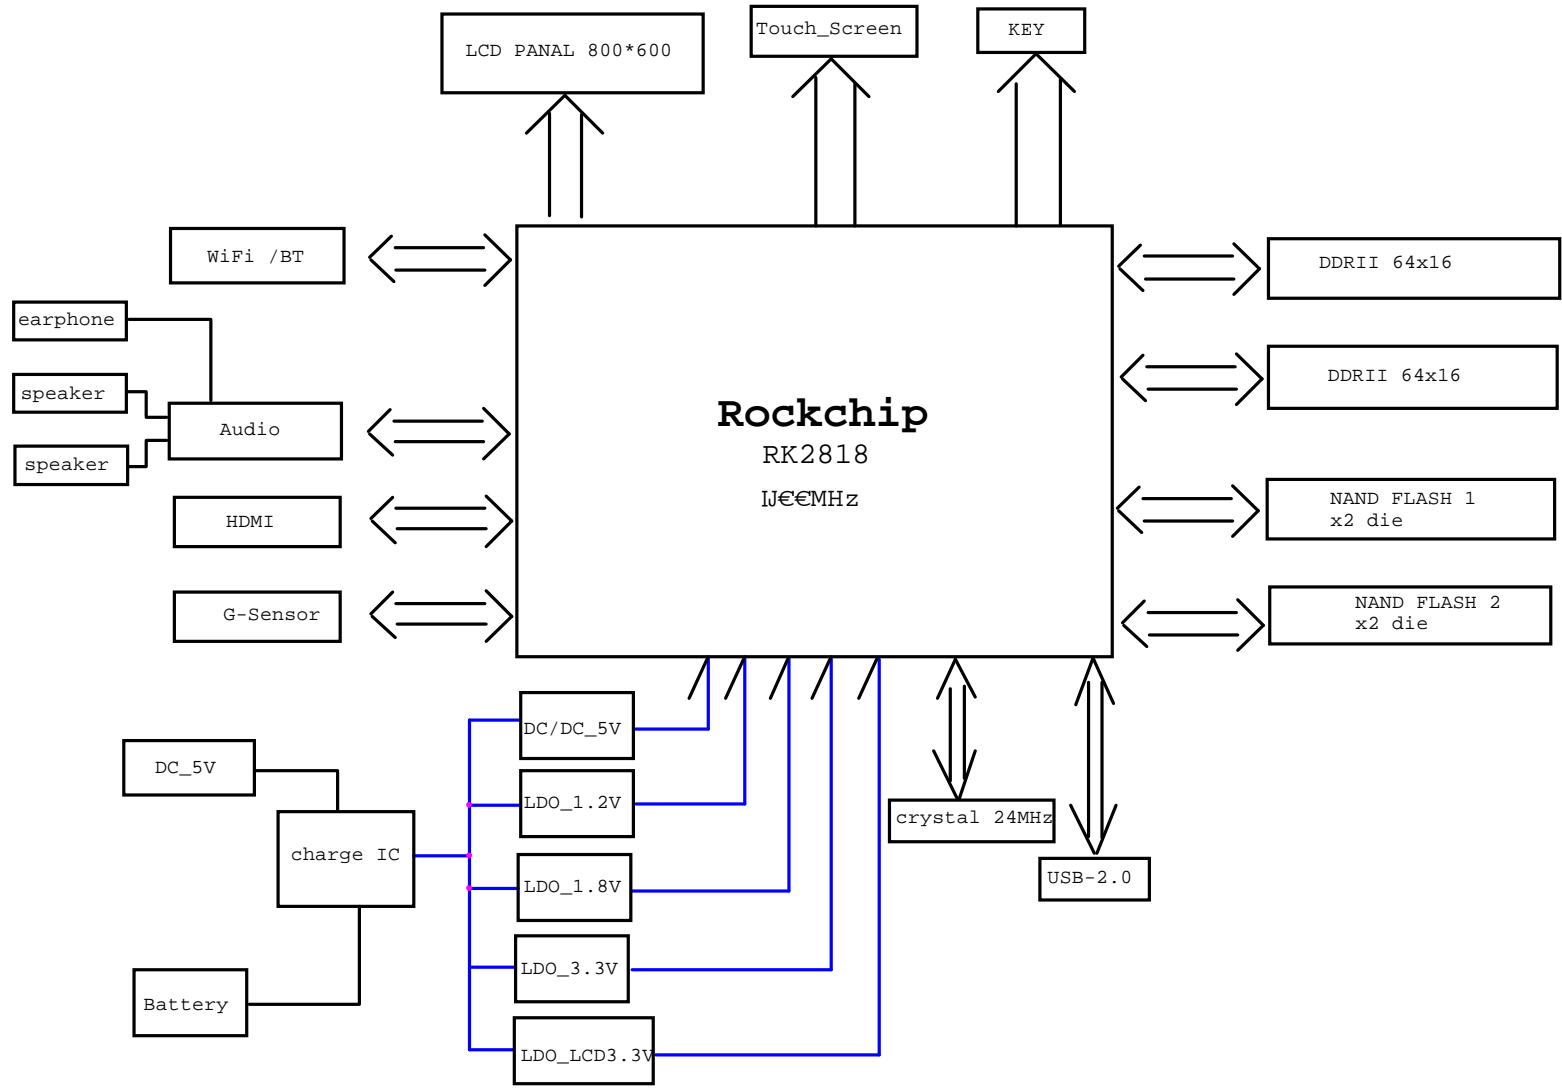 LCD PANAL 800*600
Touch_Screen
KEY
WiFi /BT
earphone
speaker
speaker
Audio
HDMI
G-Sensor
Rockchip
RK2818
IJ€€MHz
DDRII 64x16
DDRII 64x16
NAND FLASH 1
x2 die
NAND FLASH 2
x2 die
DC_5V
charge IC
Battery
DC/DC_5V
LDO_1.2V
LDO_1.8V
LDO_3.3V
LDO_LCD3.3V
crystal 24MHz
USB-2.0